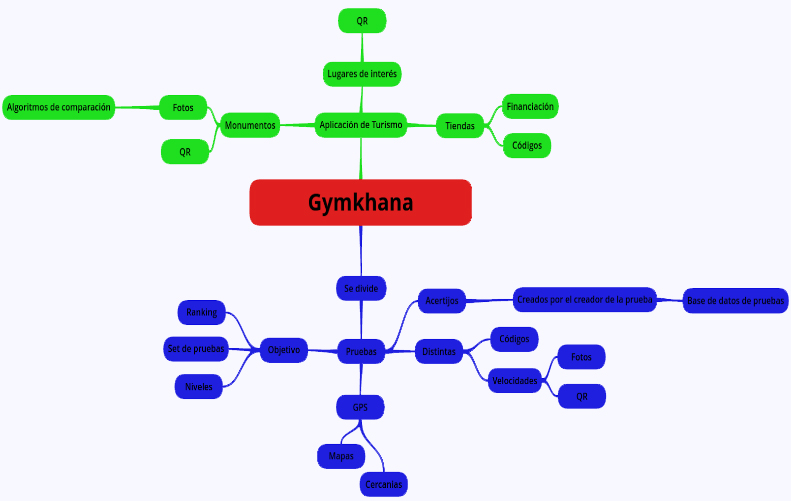 QR
Lugares de interés
Algoritmos de comparación
Fotos
Financiación
Monumentos
Aplicación de Turismo
Tiendas
QR
Códigos
Gymkhana
Se divide
Acertijos
Creados por el creador de la prueba
Base de datos de pruebas
Ranking
Set de pruebas
Objetivo
Pruebas
Distintas
Códigos
Fotos
Niveles
Velocidades
QR
GPS
Mapas
Cercanías